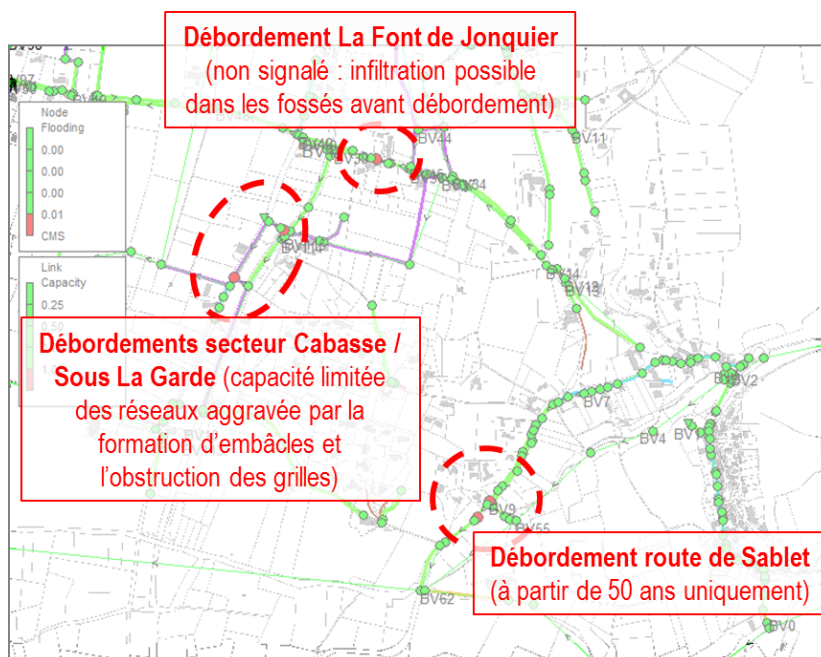 Débordement La Font de Jonquier
(non signalé : infiltration possible
dans les fossés avant débordement)
BV44
BV11
Node
Flooding
0.00
0.00
0.00
0.01
CMS
Link
Capacity
0.25
0.50
BV14
BV12
BV13
Débordements secteur Cabasse /
Sous La Garde (capacité limitée
des réseaux aggravée par la
formation d’embâcles et
l’obstruction des grilles)
BV2
BV7
BV4
BV9
BV55
Débordement route de Sablet
(à partir de 50 ans uniquement)
BV62
BV0